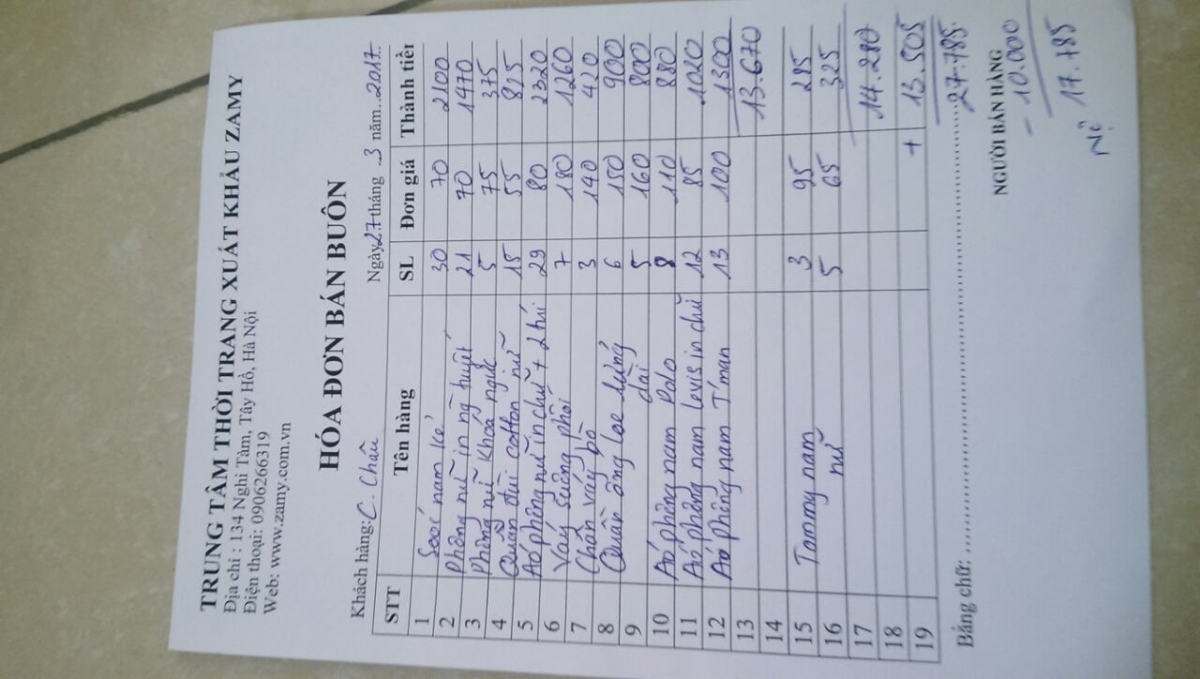 TRUNG TÂM THỜI TRANG XUẤT KHẨU ZAMY
Địa chỉ : 134 Nghi Tàm, Tây Hồ, Hà Nội
Điện thoại: 0906266319
Web: www.zamy.com.vn
HÓA ĐƠN BÁN BUÔN
Khách hàng: C. Châu Ngày 27 tháng 3 năm 2017
STT Tên hàng SL Đơn giá Thành tiền
1 Sooc nam kẻ 30 70 2100
2 Phông nữ in ng tuyết 21 70 1470
3 Phông nữ khoá ngực 5 75 375
4 Quần đùi cotton nữ 15 55 825
5 Áo phông nữ in chữ + 2 túi 29 80 2320
6 Váy suông phối 7 180 1260
7 Chân váy bò 3 140 420
8 Quần ống loe lửng 6 150 900
9 dài 5 160 800
10 Áo phông nam Polo 8 110 880
11 Áo phông nam Levis in chữ 12 85 1020
12 Áo phông nam T'man 13 100 1300
13 13.670
14
15 Tommy nam 3 95 285
16 nữ 5 65 325
17 14.280
18 + 13.505
19 27.785
Bằng chữ:
NGƯỜI BÁN HÀNG
- 10.000
Nợ 17.785